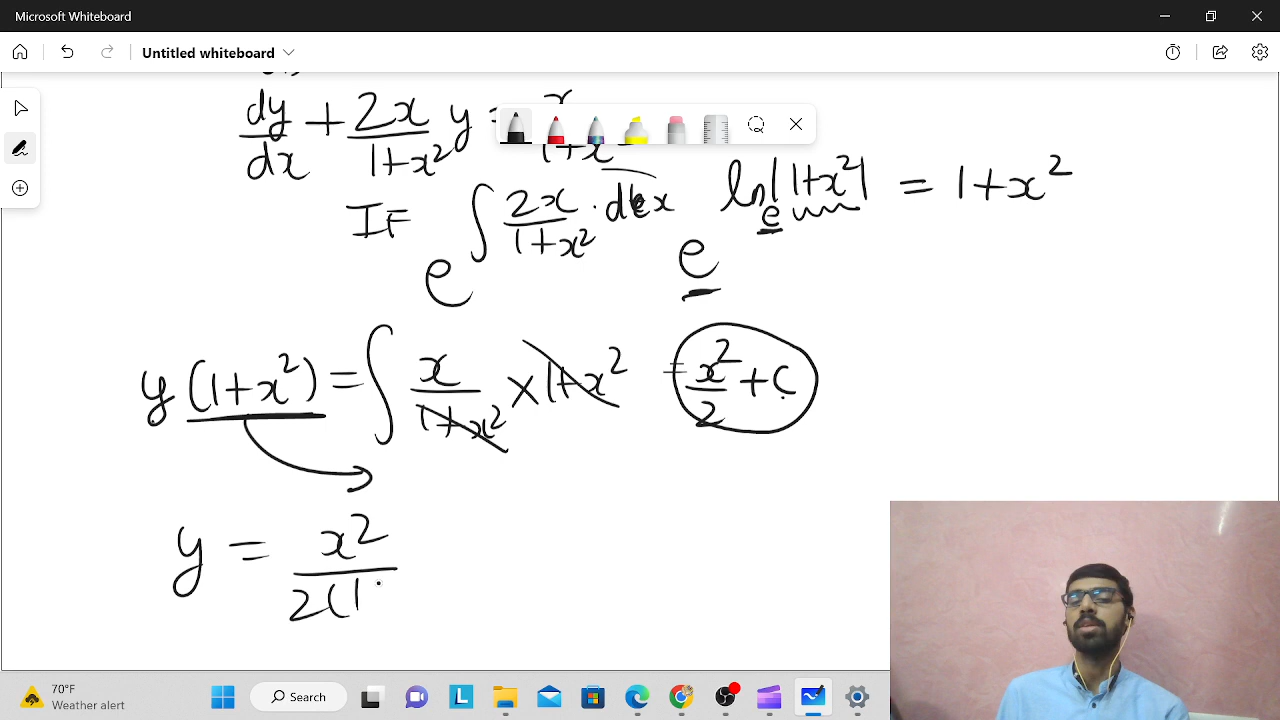 Microsoft Whiteboard
Untitled whiteboard
dy/dx + 2x/(1+x²) y = x/(1+x
IF e^∫ 2x/(1+x²) · dx e^ln|1+x²| = 1+x²
e
y(1+x²) = ∫ x/(1+x²) × 1+x² = x²/2 + C
y = x²/(2(1
70°F
Weather alert
Search